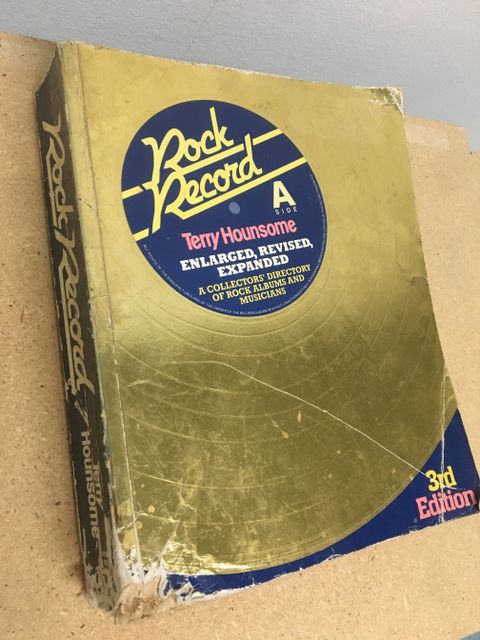 Rock
Record
A
SIDE
Terry Hounsome
ENLARGED, REVISED,
EXPANDED
A COLLECTORS' DIRECTORY
OF ROCK ALBUMS AND
MUSICIANS
3rd
Edition
Rock Record
Terry
Hounsome